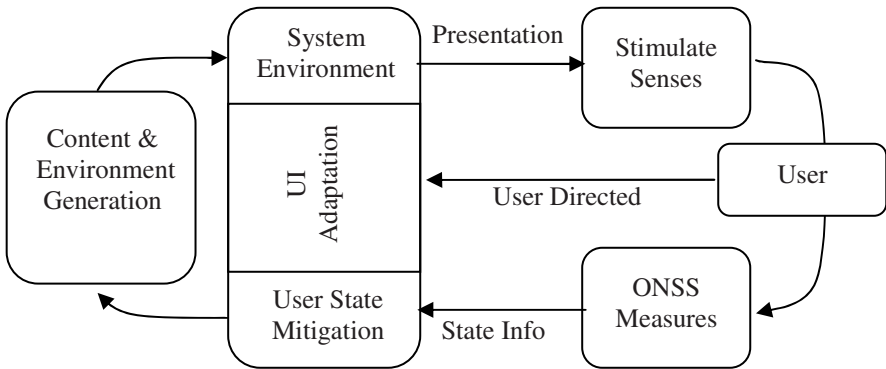 System
Environment
Presentation
Stimulate
Senses
Content &
Environment
Generation
UI
Adaptation
User
User Directed
User State
Mitigation
State Info
ONSS
Measures